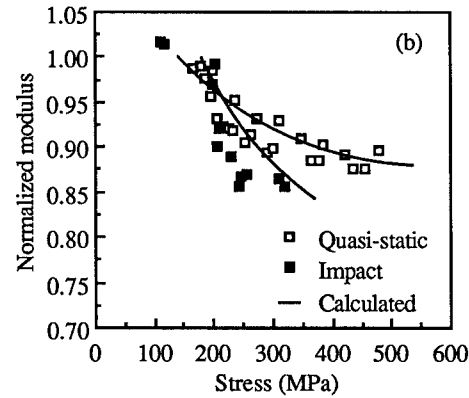 (b)
Normalized modulus
1.05
1.00
0.95
0.90
0.85
0.80
0.75
0.70
Quasi-static
Impact
Calculated
0 100 200 300 400 500 600
Stress (MPa)